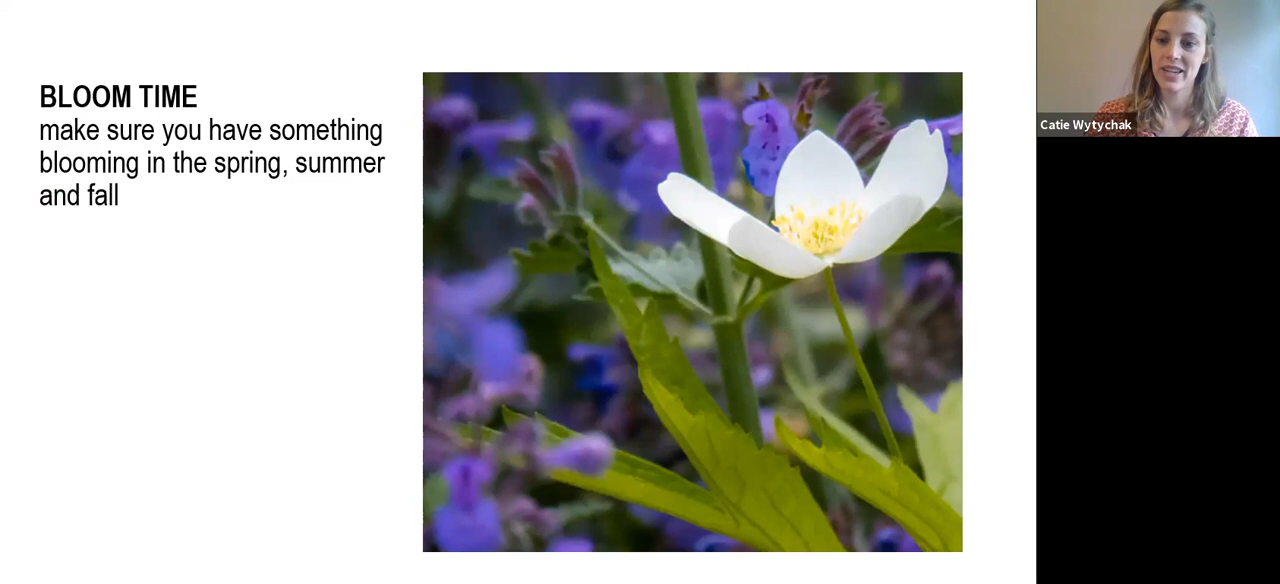 BLOOM TIME
make sure you have something
blooming in the spring, summer
and fall
Catie Wytychak